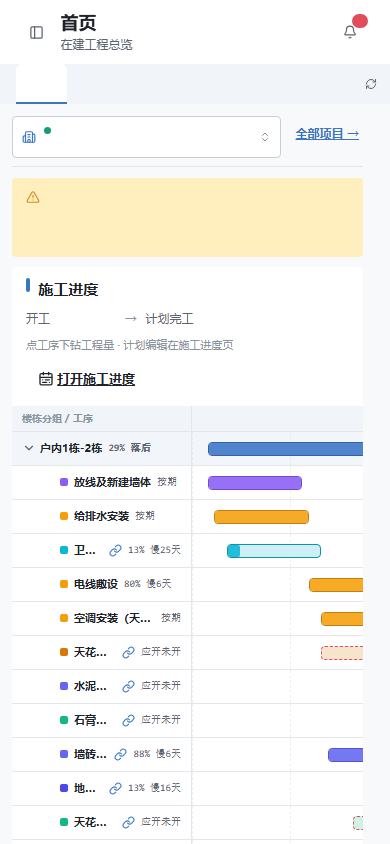 首页
在建工程总览
全部项目 →
施工进度
开工 → 计划完工
点工序下钻工程量 · 计划编辑在施工进度页
打开施工进度
楼栋分组 / 工序
户内1栋-2栋 29% 落后
放线及新建墙体 按期
给排水安装 按期
卫... 13% 慢25天
电线敷设 80% 慢6天
空调安装 (天... 按期
天花... 应开未开
水泥... 应开未开
石膏... 应开未开
墙砖... 88% 慢6天
地... 13% 慢16天
天花... 应开未开